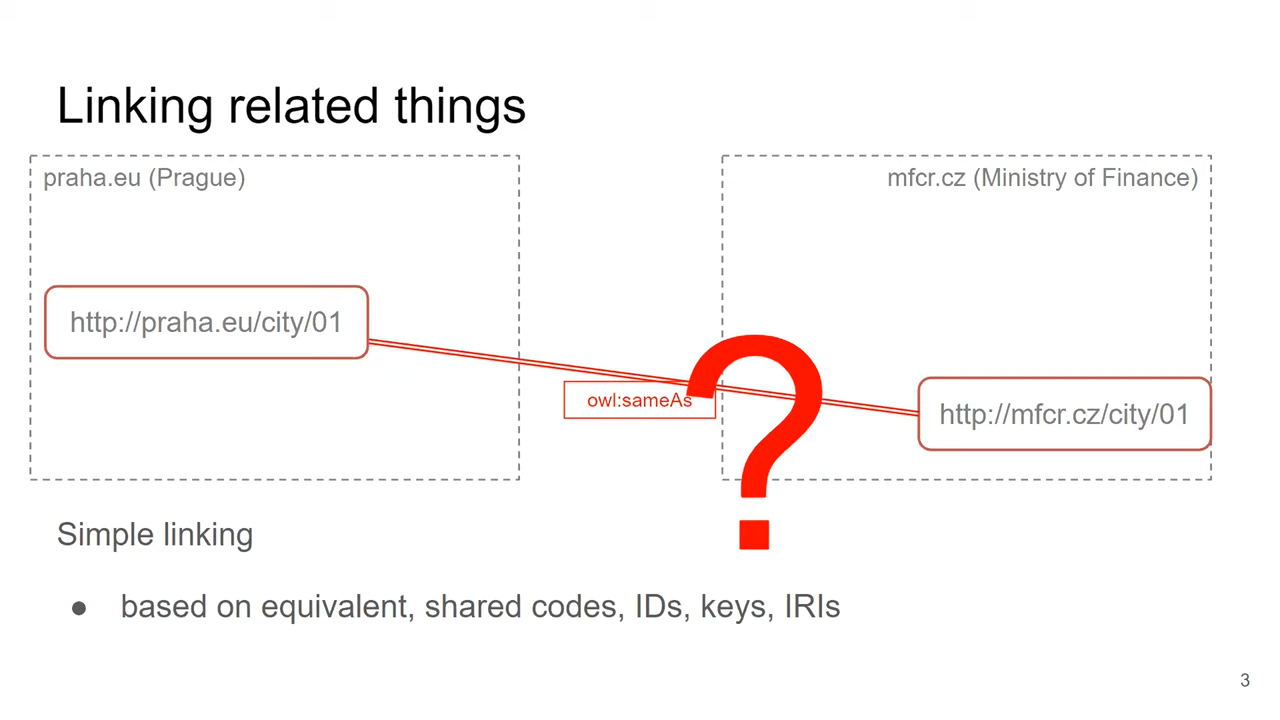 Linking related things
praha.eu (Prague)
mfcr.cz (Ministry of Finance)
http://praha.eu/city/01
owl:sameAs
?
http://mfcr.cz/city/01
Simple linking
● based on equivalent, shared codes, IDs, keys, IRIs
3